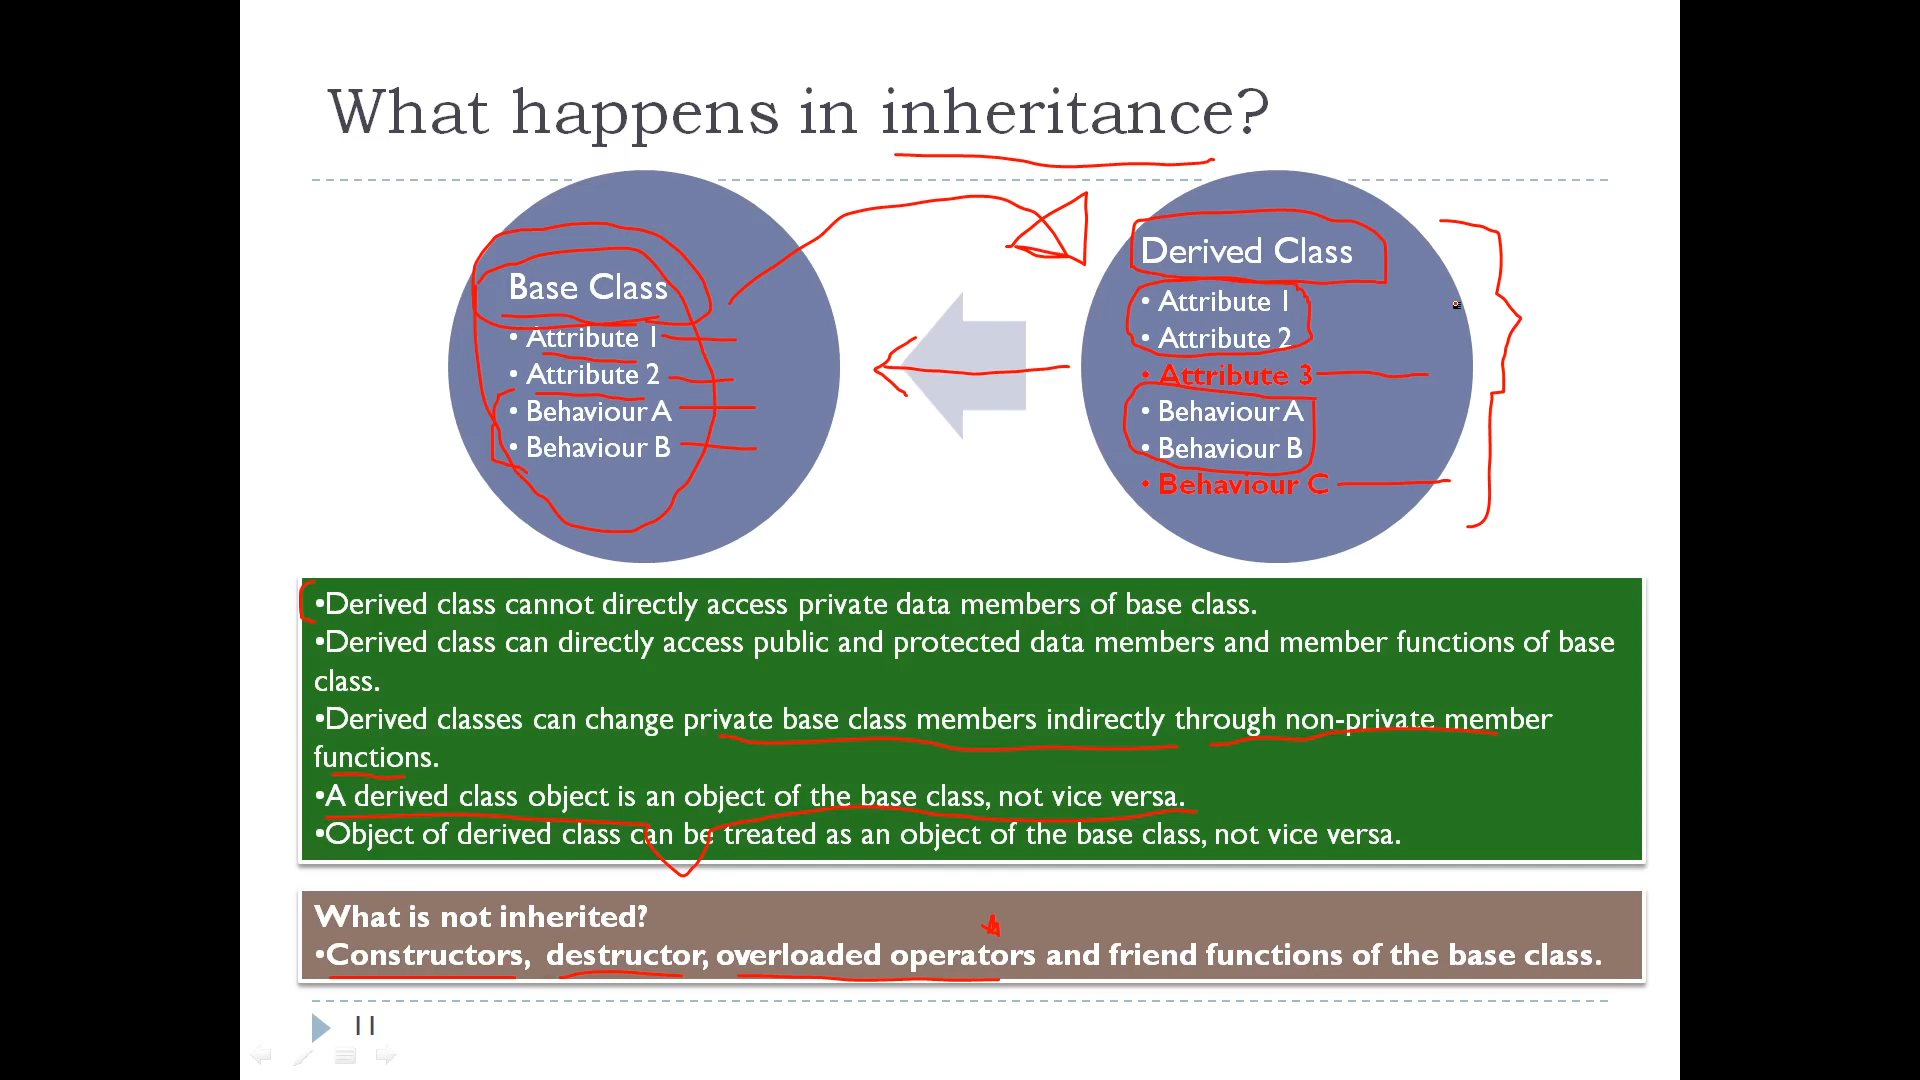 What happens in inheritance?
Base Class
• Attribute 1
• Attribute 2
• Behaviour A
• Behaviour B
Derived Class
• Attribute 1
• Attribute 2
• Attribute 3
• Behaviour A
• Behaviour B
• Behaviour C
•Derived class cannot directly access private data members of base class.
•Derived class can directly access public and protected data members and member functions of base
class.
•Derived classes can change private base class members indirectly through non-private member
functions.
•A derived class object is an object of the base class, not vice versa.
•Object of derived class can be treated as an object of the base class, not vice versa.
What is not inherited?
•Constructors, destructor, overloaded operators and friend functions of the base class.
11